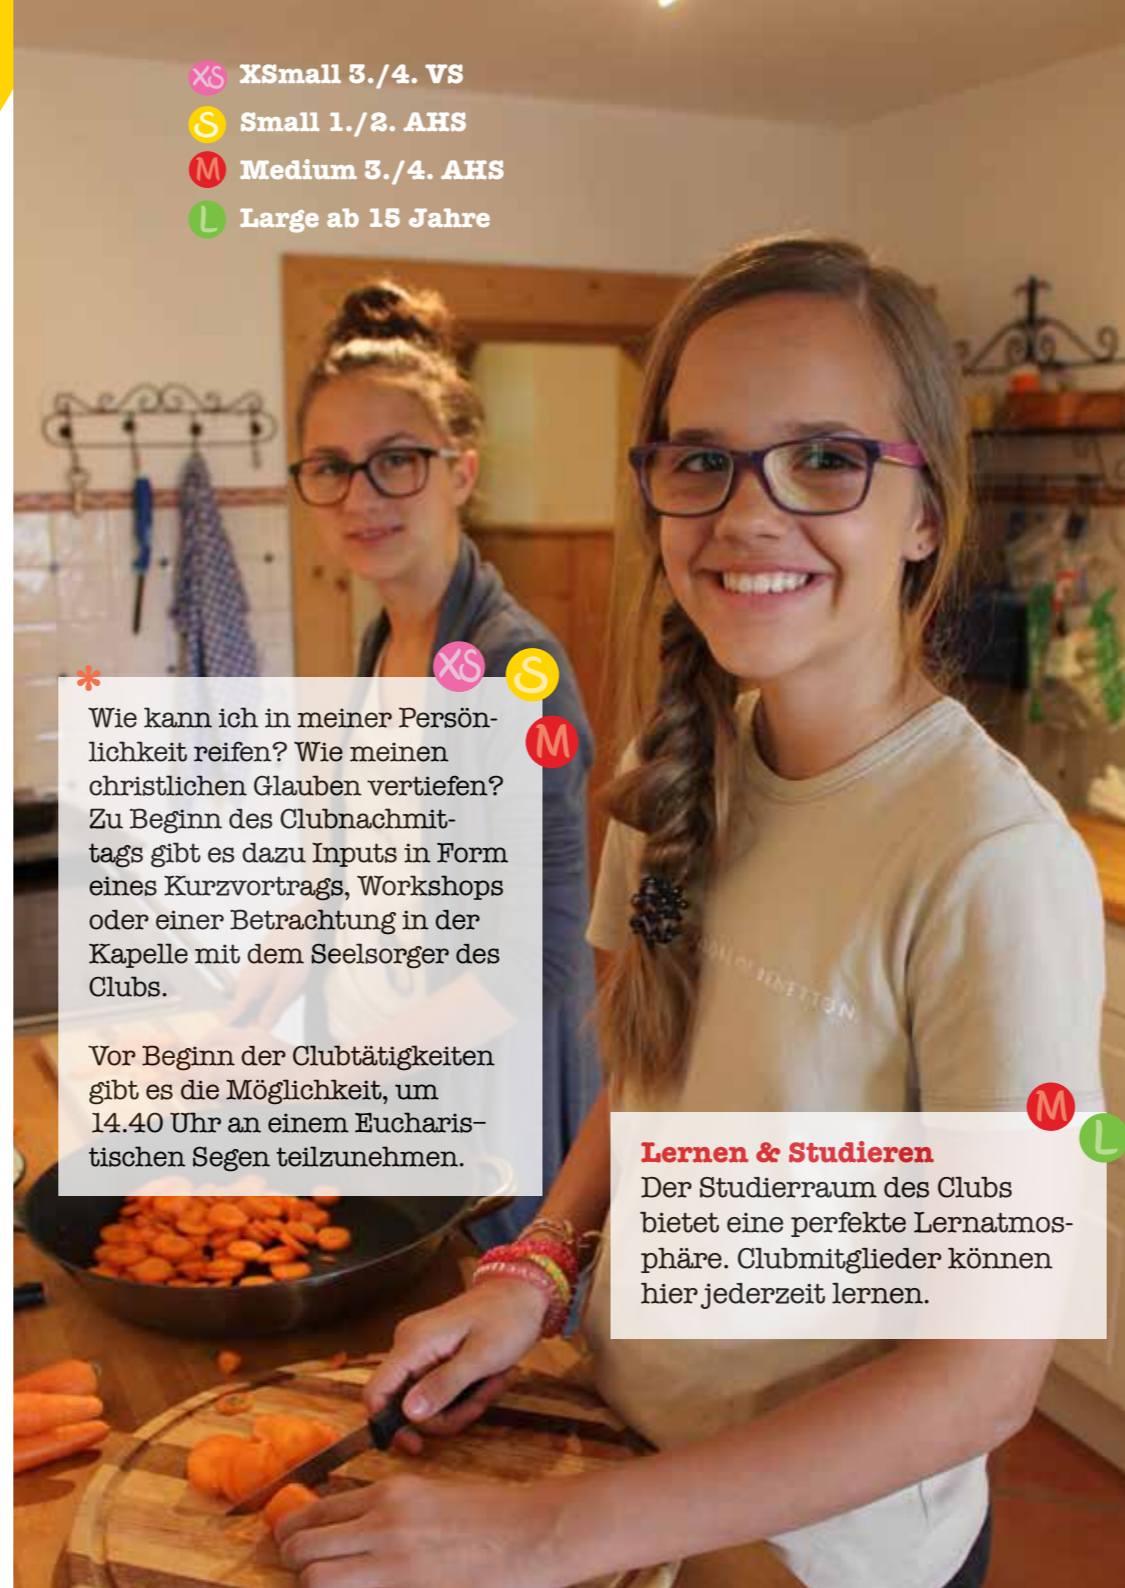 XS XSmall 3./4. VS
S Small 1./2. AHS
M Medium 3./4. AHS
L Large ab 15 Jahre
XS S
M
*
Wie kann ich in meiner Persön-
lichkeit reifen? Wie meinen
christlichen Glauben vertiefen?
Zu Beginn des Clubnachmit-
tags gibt es dazu Inputs in Form
eines Kurzvortrags, Workshops
oder einer Betrachtung in der
Kapelle mit dem Seelsorger des
Clubs.
Vor Beginn der Clubtätigkeiten
gibt es die Möglichkeit, um
14.40 Uhr an einem Eucharis-
tischen Segen teilzunehmen.
M
L
Lernen & Studieren
Der Studierraum des Clubs
bietet eine perfekte Lernatmos-
phäre. Clubmitglieder können
hier jederzeit lernen.